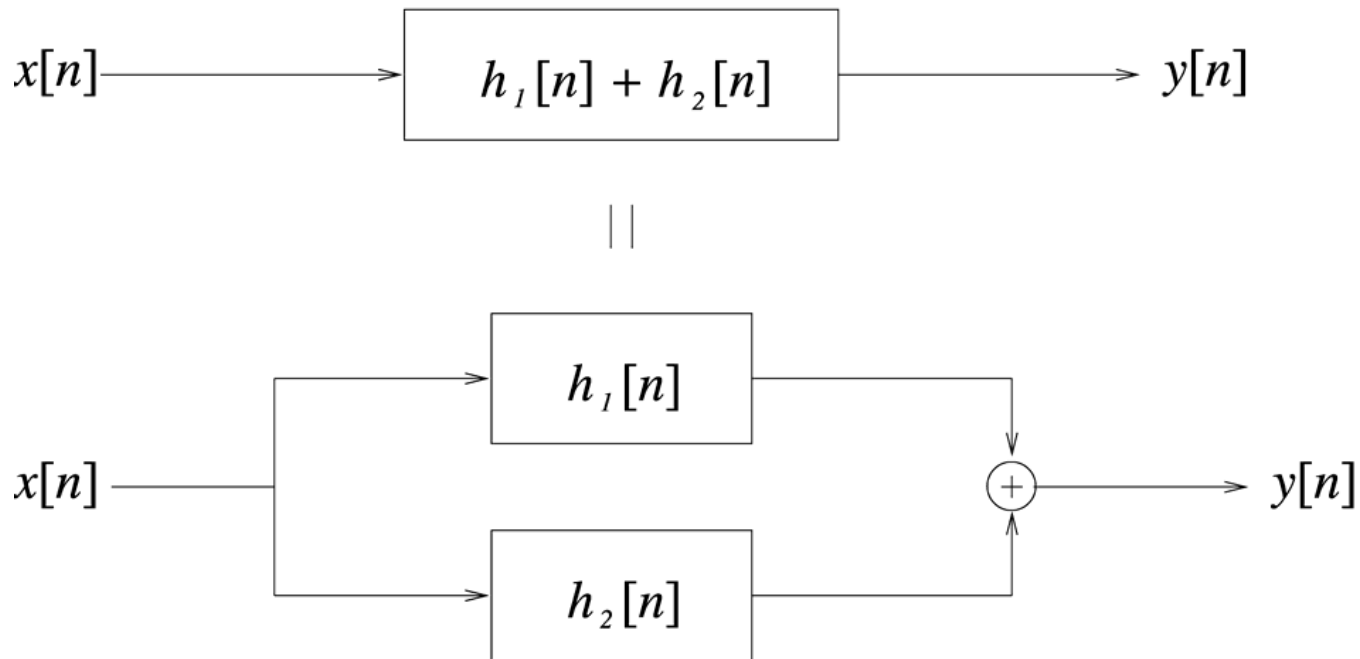 x[n] h₁[n] + h₂[n] y[n]
||
h₁[n]
x[n] + y[n]
h₂[n]